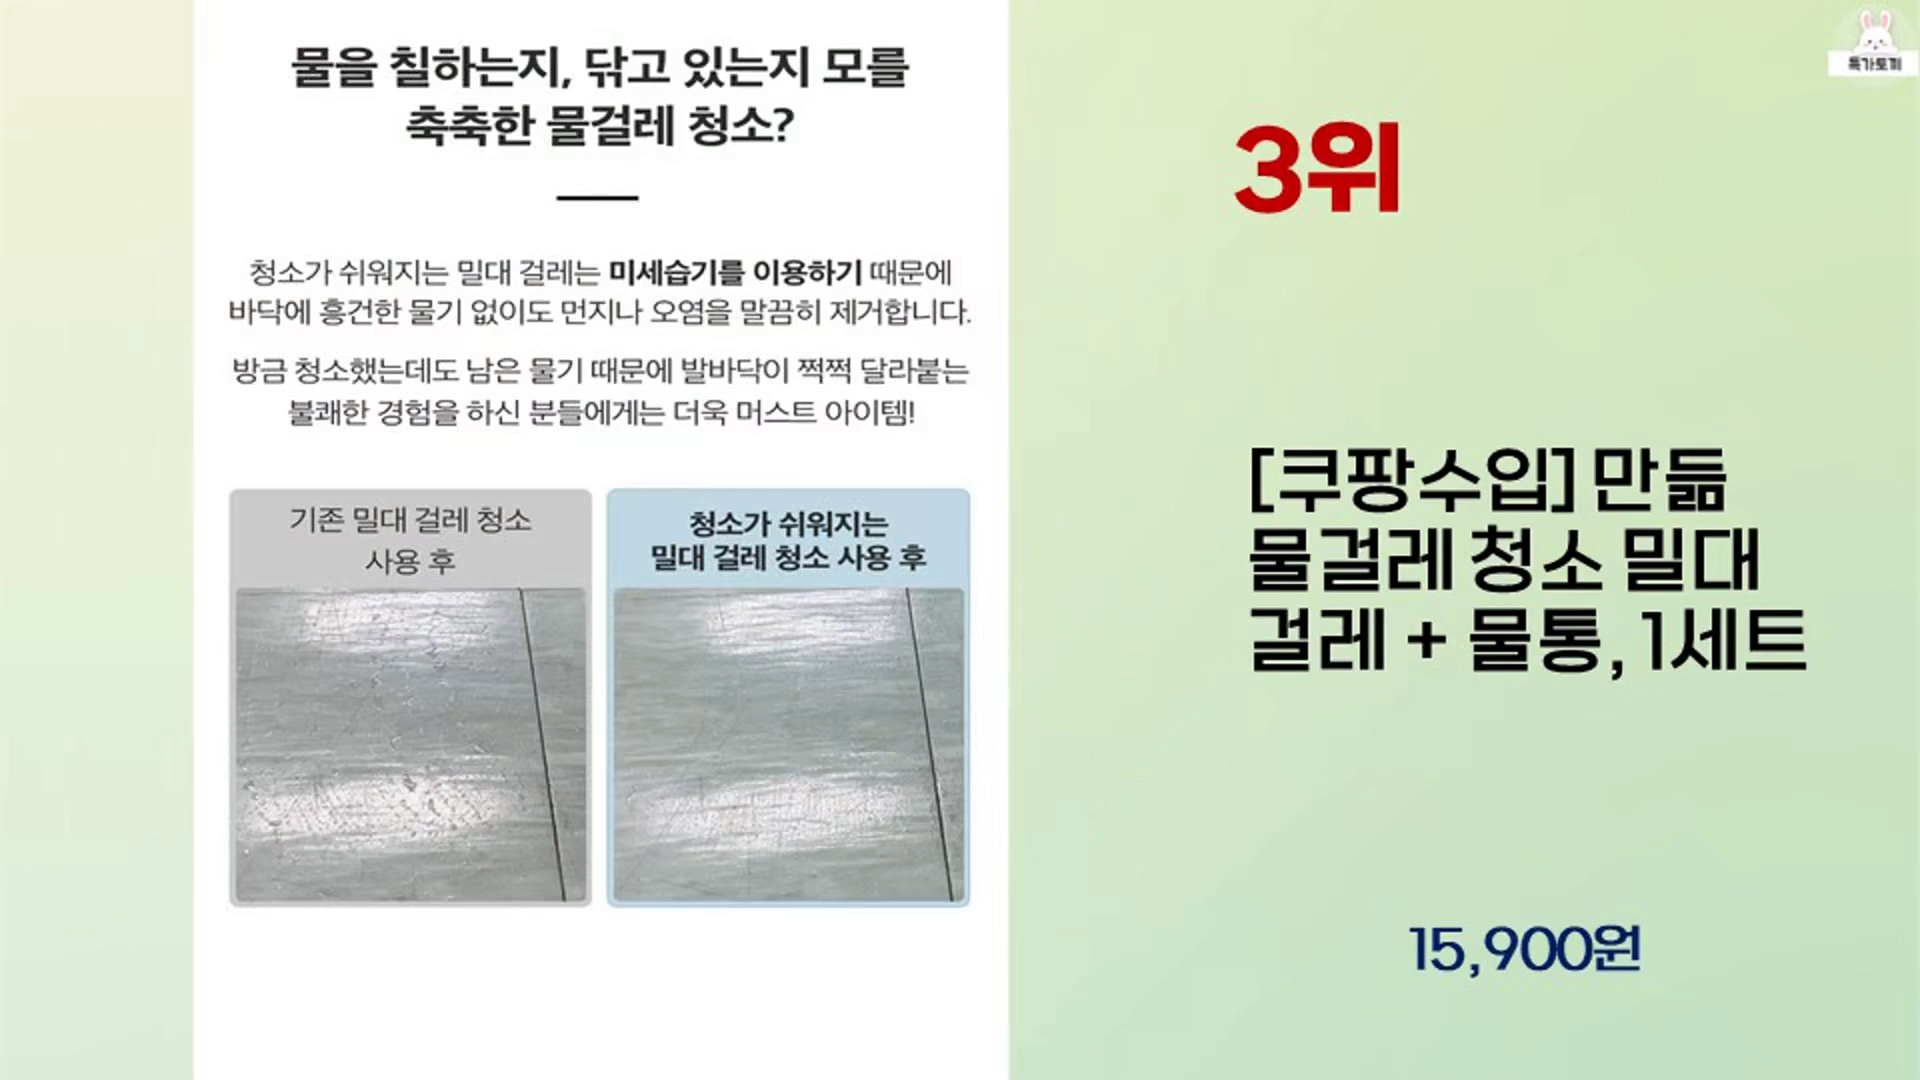 물을 칠하는지, 닦고 있는지 모를
축축한 물걸레 청소?
청소가 쉬워지는 밀대 걸레는 미세습기를 이용하기 때문에
바닥에 흥건한 물기 없이도 먼지나 오염을 말끔히 제거합니다.
방금 청소했는데도 남은 물기 때문에 발바닥이 쩍쩍 달라붙는
불쾌한 경험을 하신 분들에게는 더욱 머스트 아이템!
기존 밀대 걸레 청소
사용 후
청소가 쉬워지는
밀대 걸레 청소 사용 후
특가토끼
3위
[쿠팡수입] 만듦
물걸레 청소 밀대
걸레 + 물통, 1세트
15,900원